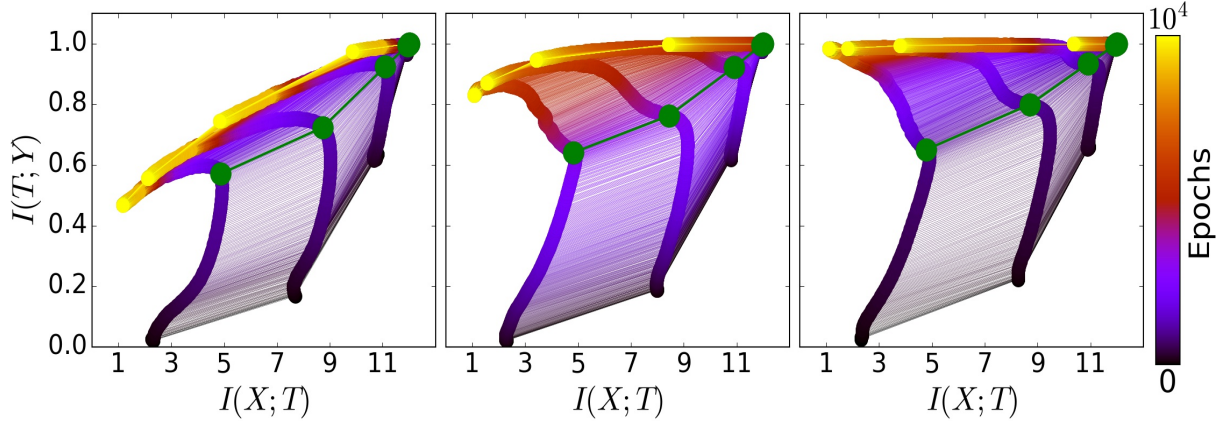 10^4
1.0
0.8
0.6
0.4
0.2
0.0
I(T;Y)
1 3 5 7 9 11
1 3 5 7 9 11
1 3 5 7 9 11
I(X;T)
I(X;T)
I(X;T)
Epochs
0